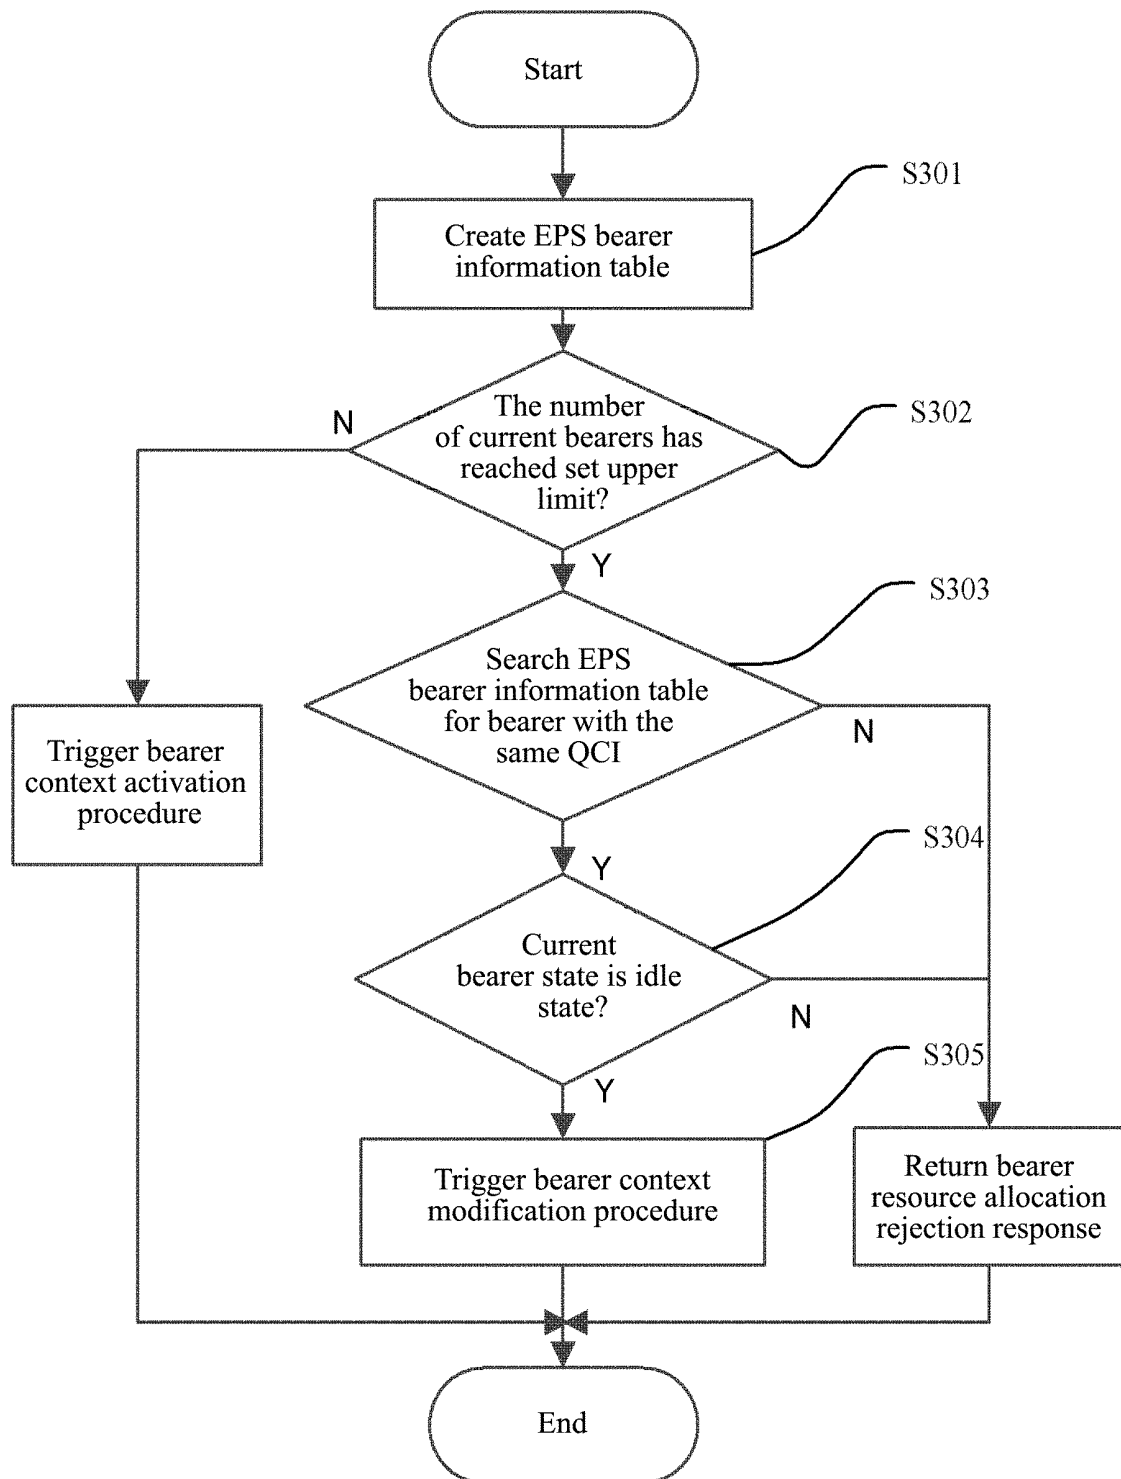 Start
S301
Create EPS bearer
information table
N
The number
of current bearers has
reached set upper
limit?
S302
Y
S303
Search EPS
bearer information table
for bearer with the
same QCI
N
Trigger bearer
context activation
procedure
S304
Y
Current
bearer state is idle
state?
N
S305
Y
Trigger bearer context
modification procedure
Return bearer
resource allocation
rejection response
End